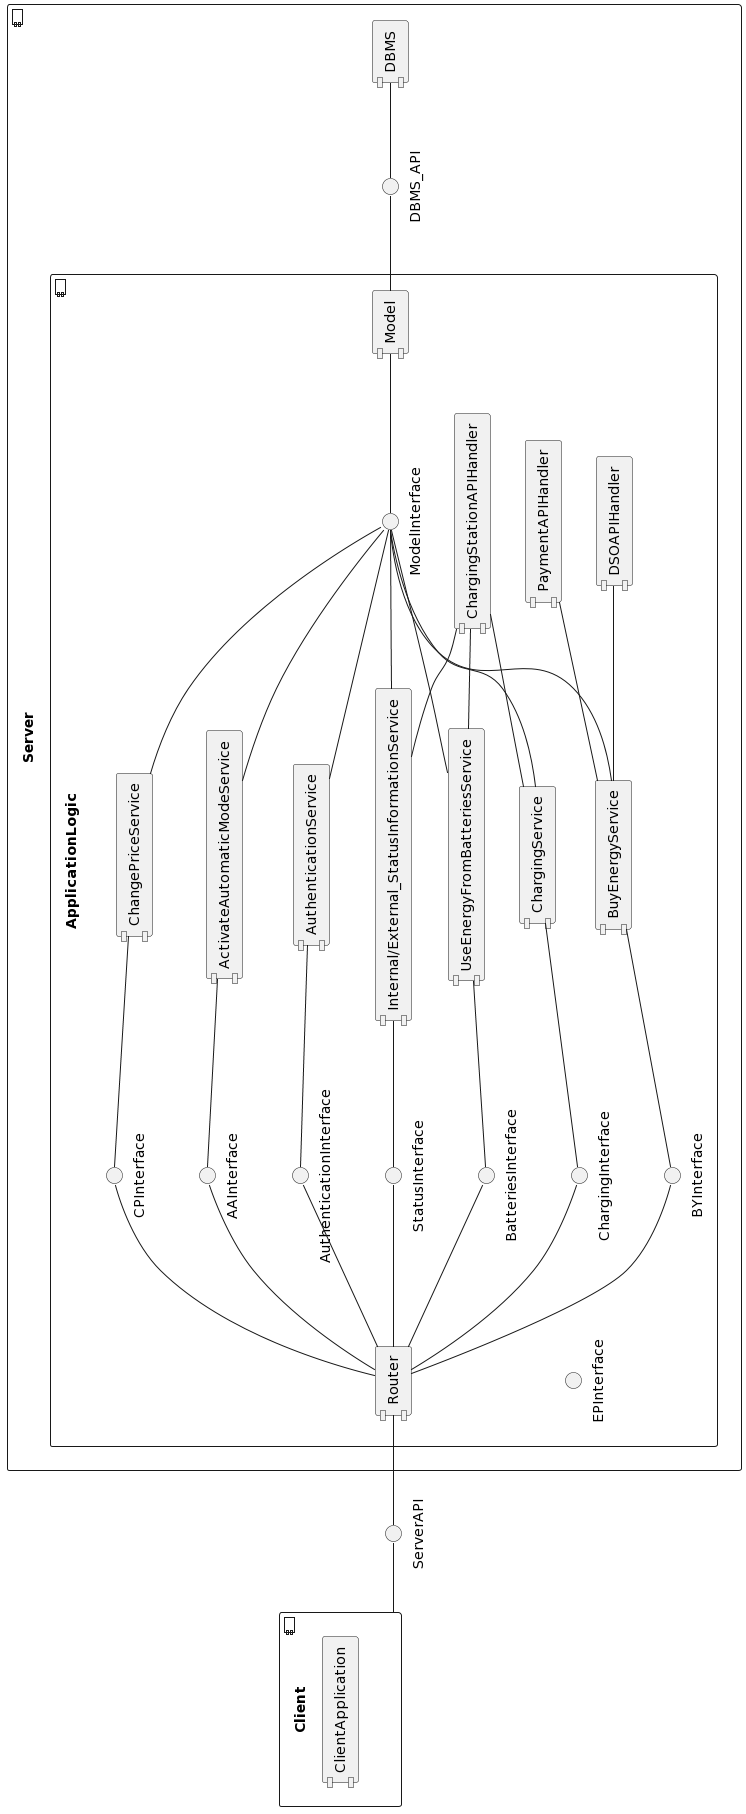 Server
ApplicationLogic
Client
ClientApplication
ServerAPI
Router
EPInterface
CPInterface
AAInterface
AuthenticationInterface
StatusInterface
BatteriesInterface
ChargingInterface
BYInterface
ChangePriceService
ActivateAutomaticModeService
AuthenticationService
Internal/External_StatusInformationService
UseEnergyFromBatteriesService
ChargingService
BuyEnergyService
ModelInterface
ChargingStationAPIHandler
PaymentAPIHandler
DSOAPIHandler
Model
DBMS_API
DBMS